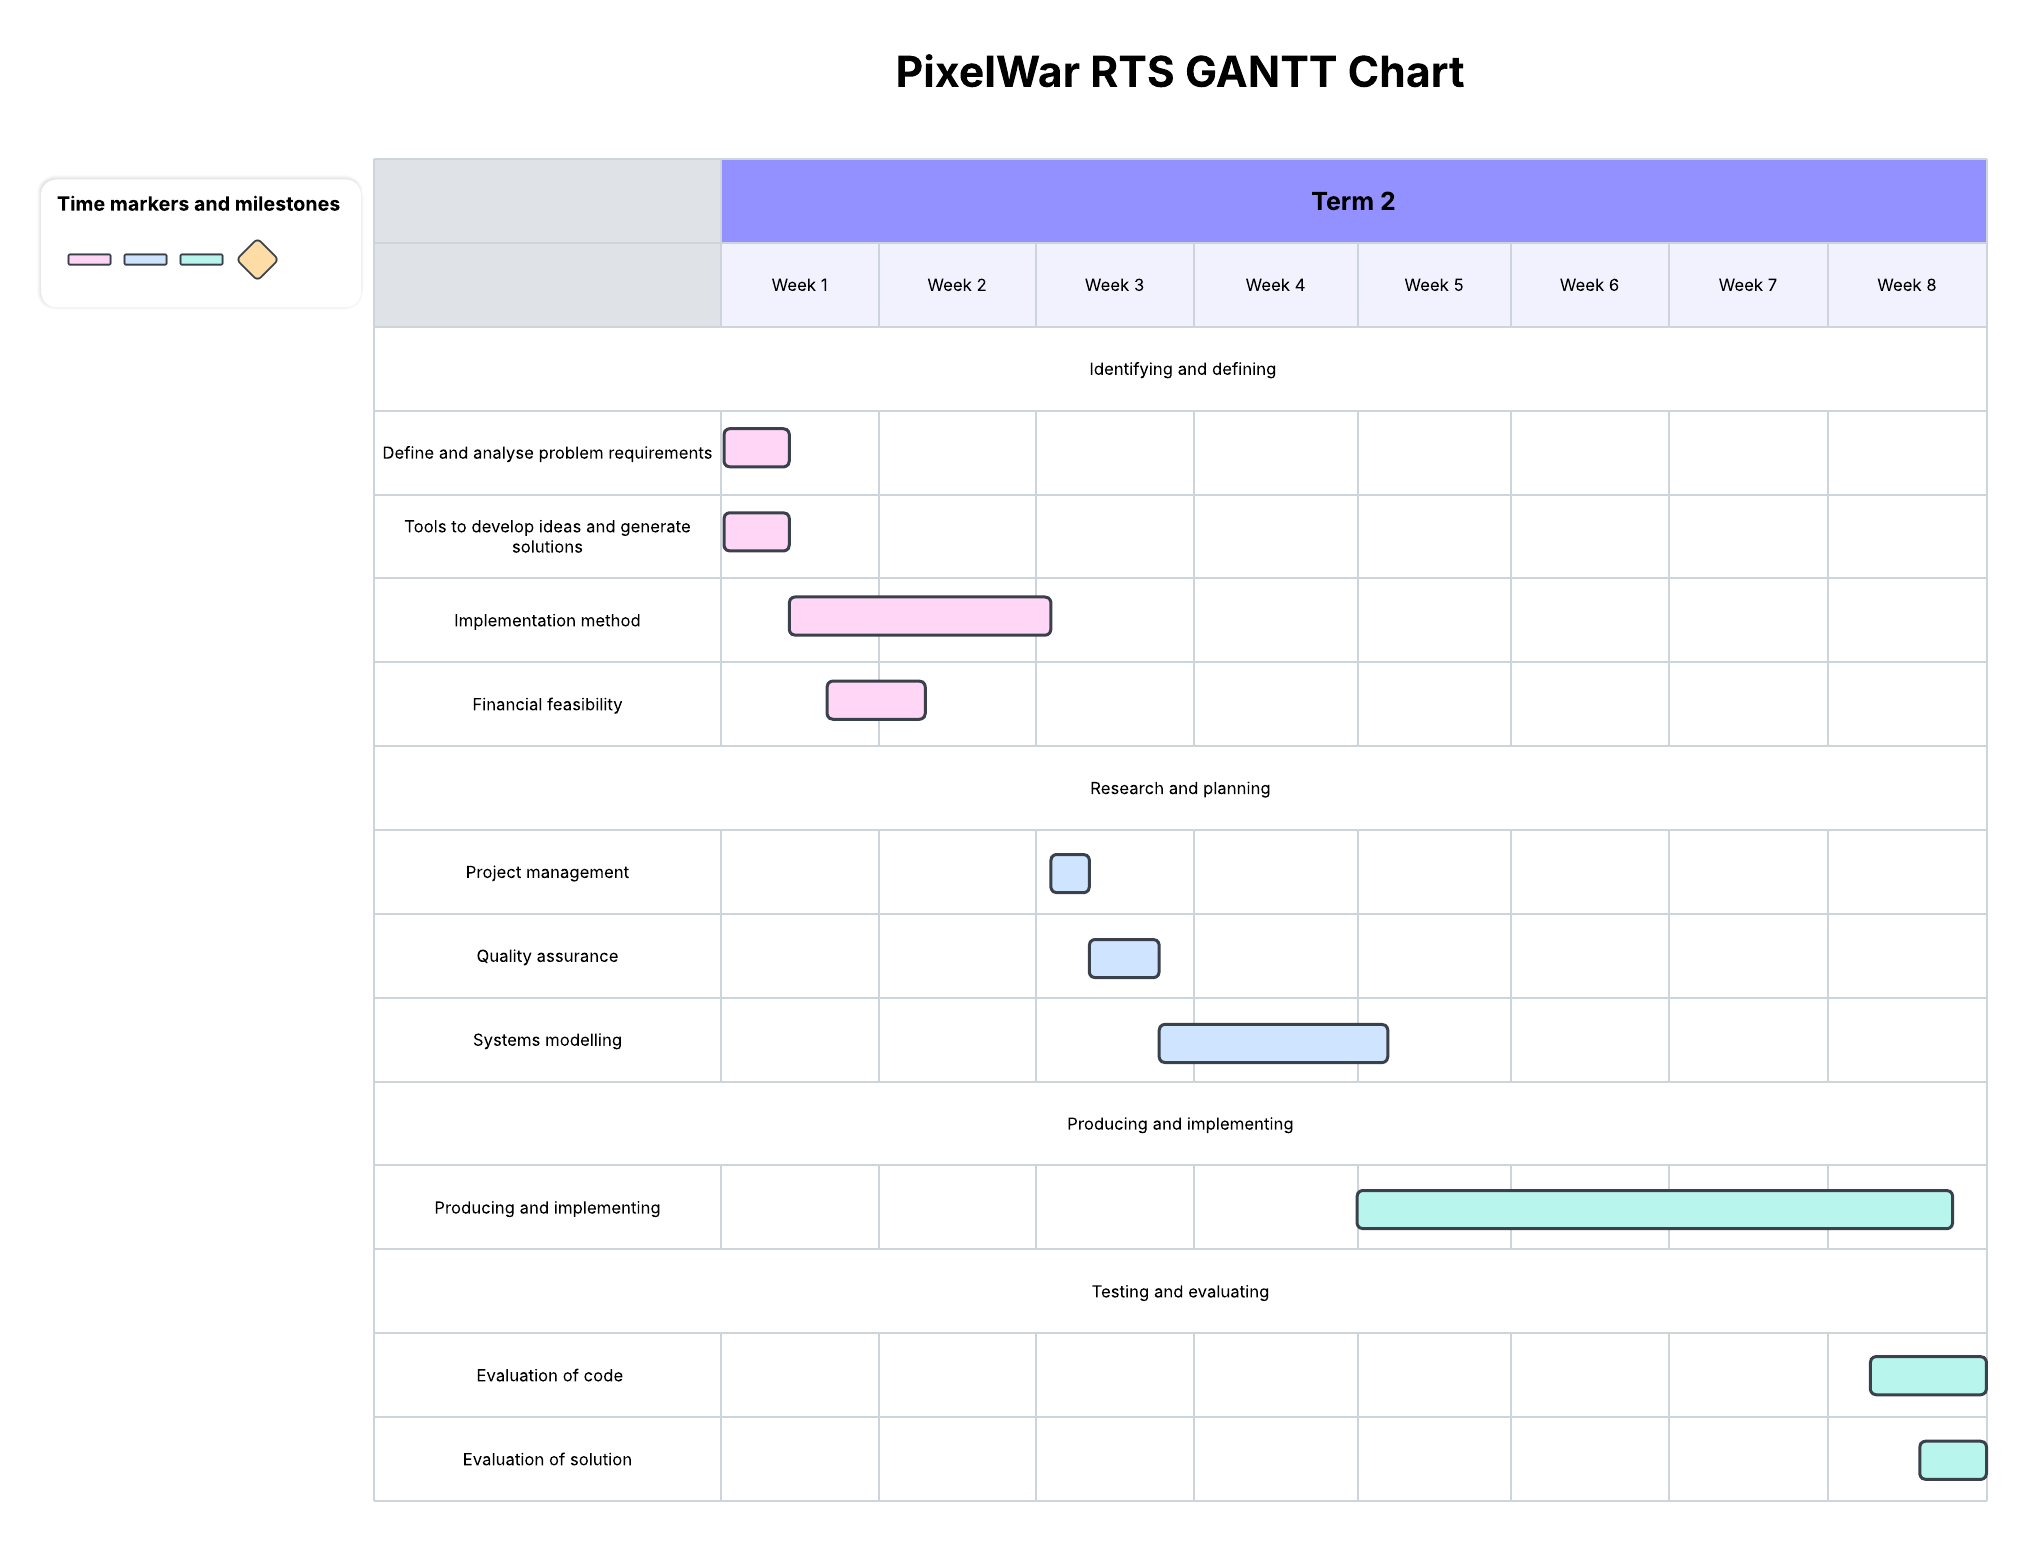 PixelWar RTS GANTT Chart
Time markers and milestones
Term 2
Week 1
Week 2
Week 3
Week 4
Week 5
Week 6
Week 7
Week 8
Identifying and defining
Define and analyse problem requirements
Tools to develop ideas and generate
solutions
Implementation method
Financial feasibility
Research and planning
Project management
Quality assurance
Systems modelling
Producing and implementing
Producing and implementing
Testing and evaluating
Evaluation of code
Evaluation of solution